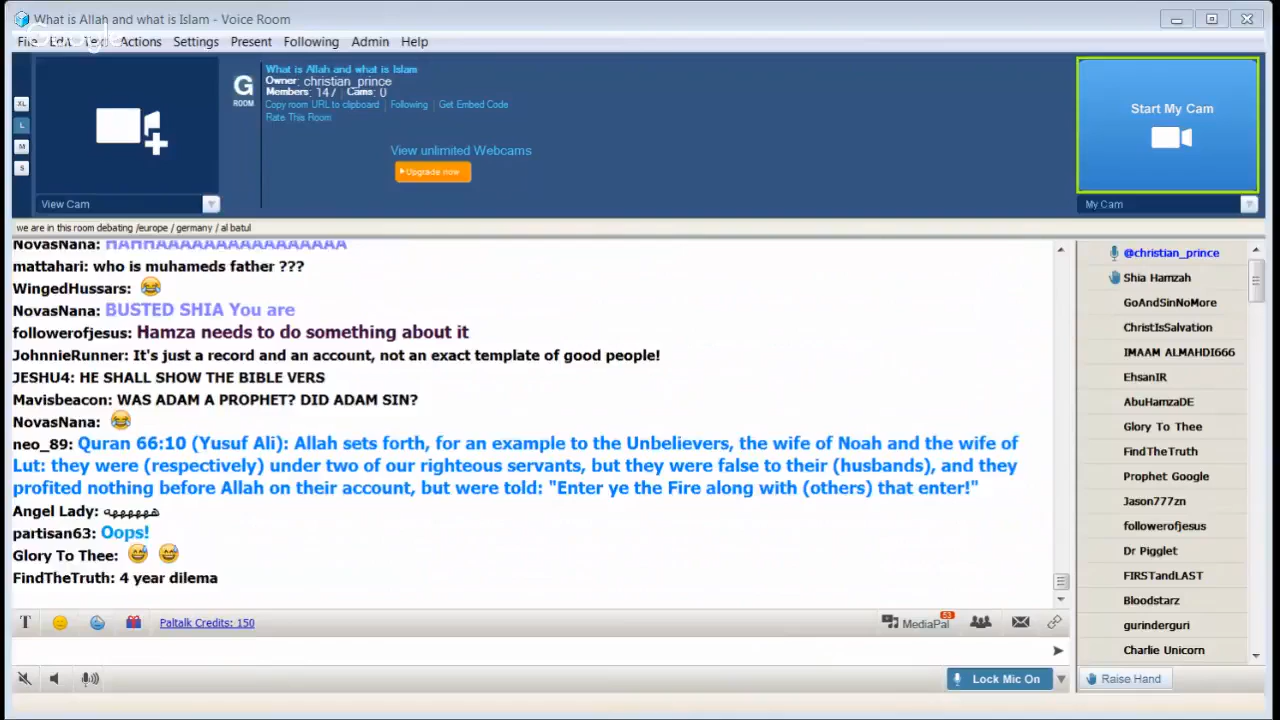 What is Allah and what is Islam - Voice Room
Google
File Edit Text Actions Settings Present Following Admin Help
XL
L
M
S
View Cam
G
ROOM
What is Allah and what is Islam
Owner: christian_prince
Members: 147 Cams: 0
Copy room URL to clipboard | Following | Get Embed Code
Rate This Room
View unlimited Webcams
Upgrade now
Start My Cam
My Cam
we are in this room debating /europe / germany / al batul
NovasNana: HAHHAAAAAAAAAAAAAAAAA
mattahari: who is muhameds father ???
WingedHussars: 😂
NovasNana: BUSTED SHIA You are
followerofjesus: Hamza needs to do something about it
JohnnieRunner: It's just a record and an account, not an exact template of good people!
JESHU4: HE SHALL SHOW THE BIBLE VERS
Mavisbeacon: WAS ADAM A PROPHET? DID ADAM SIN?
NovasNana: 😂
neo_89: Quran 66:10 (Yusuf Ali): Allah sets forth, for an example to the Unbelievers, the wife of Noah and the wife of
Lut: they were (respectively) under two of our righteous servants, but they were false to their (husbands), and they
profited nothing before Allah on their account, but were told: "Enter ye the Fire along with (others) that enter!"
Angel Lady:
partisan63: Oops!
Glory To Thee: 😅 😅
FindTheTruth: 4 year dilema
@christian_prince
Shia Hamzah
GoAndSinNoMore
ChristIsSalvation
IMAAM ALMAHDI666
EhsanIR
AbuHamzaDE
Glory To Thee
FindTheTruth
Prophet Google
Jason777zn
followerofjesus
Dr Pigglet
FIRSTandLAST
Bloodstarz
gurinderguri
Charlie Unicorn
T
Paltalk Credits: 150
MediaPal
53
Lock Mic On
Raise Hand